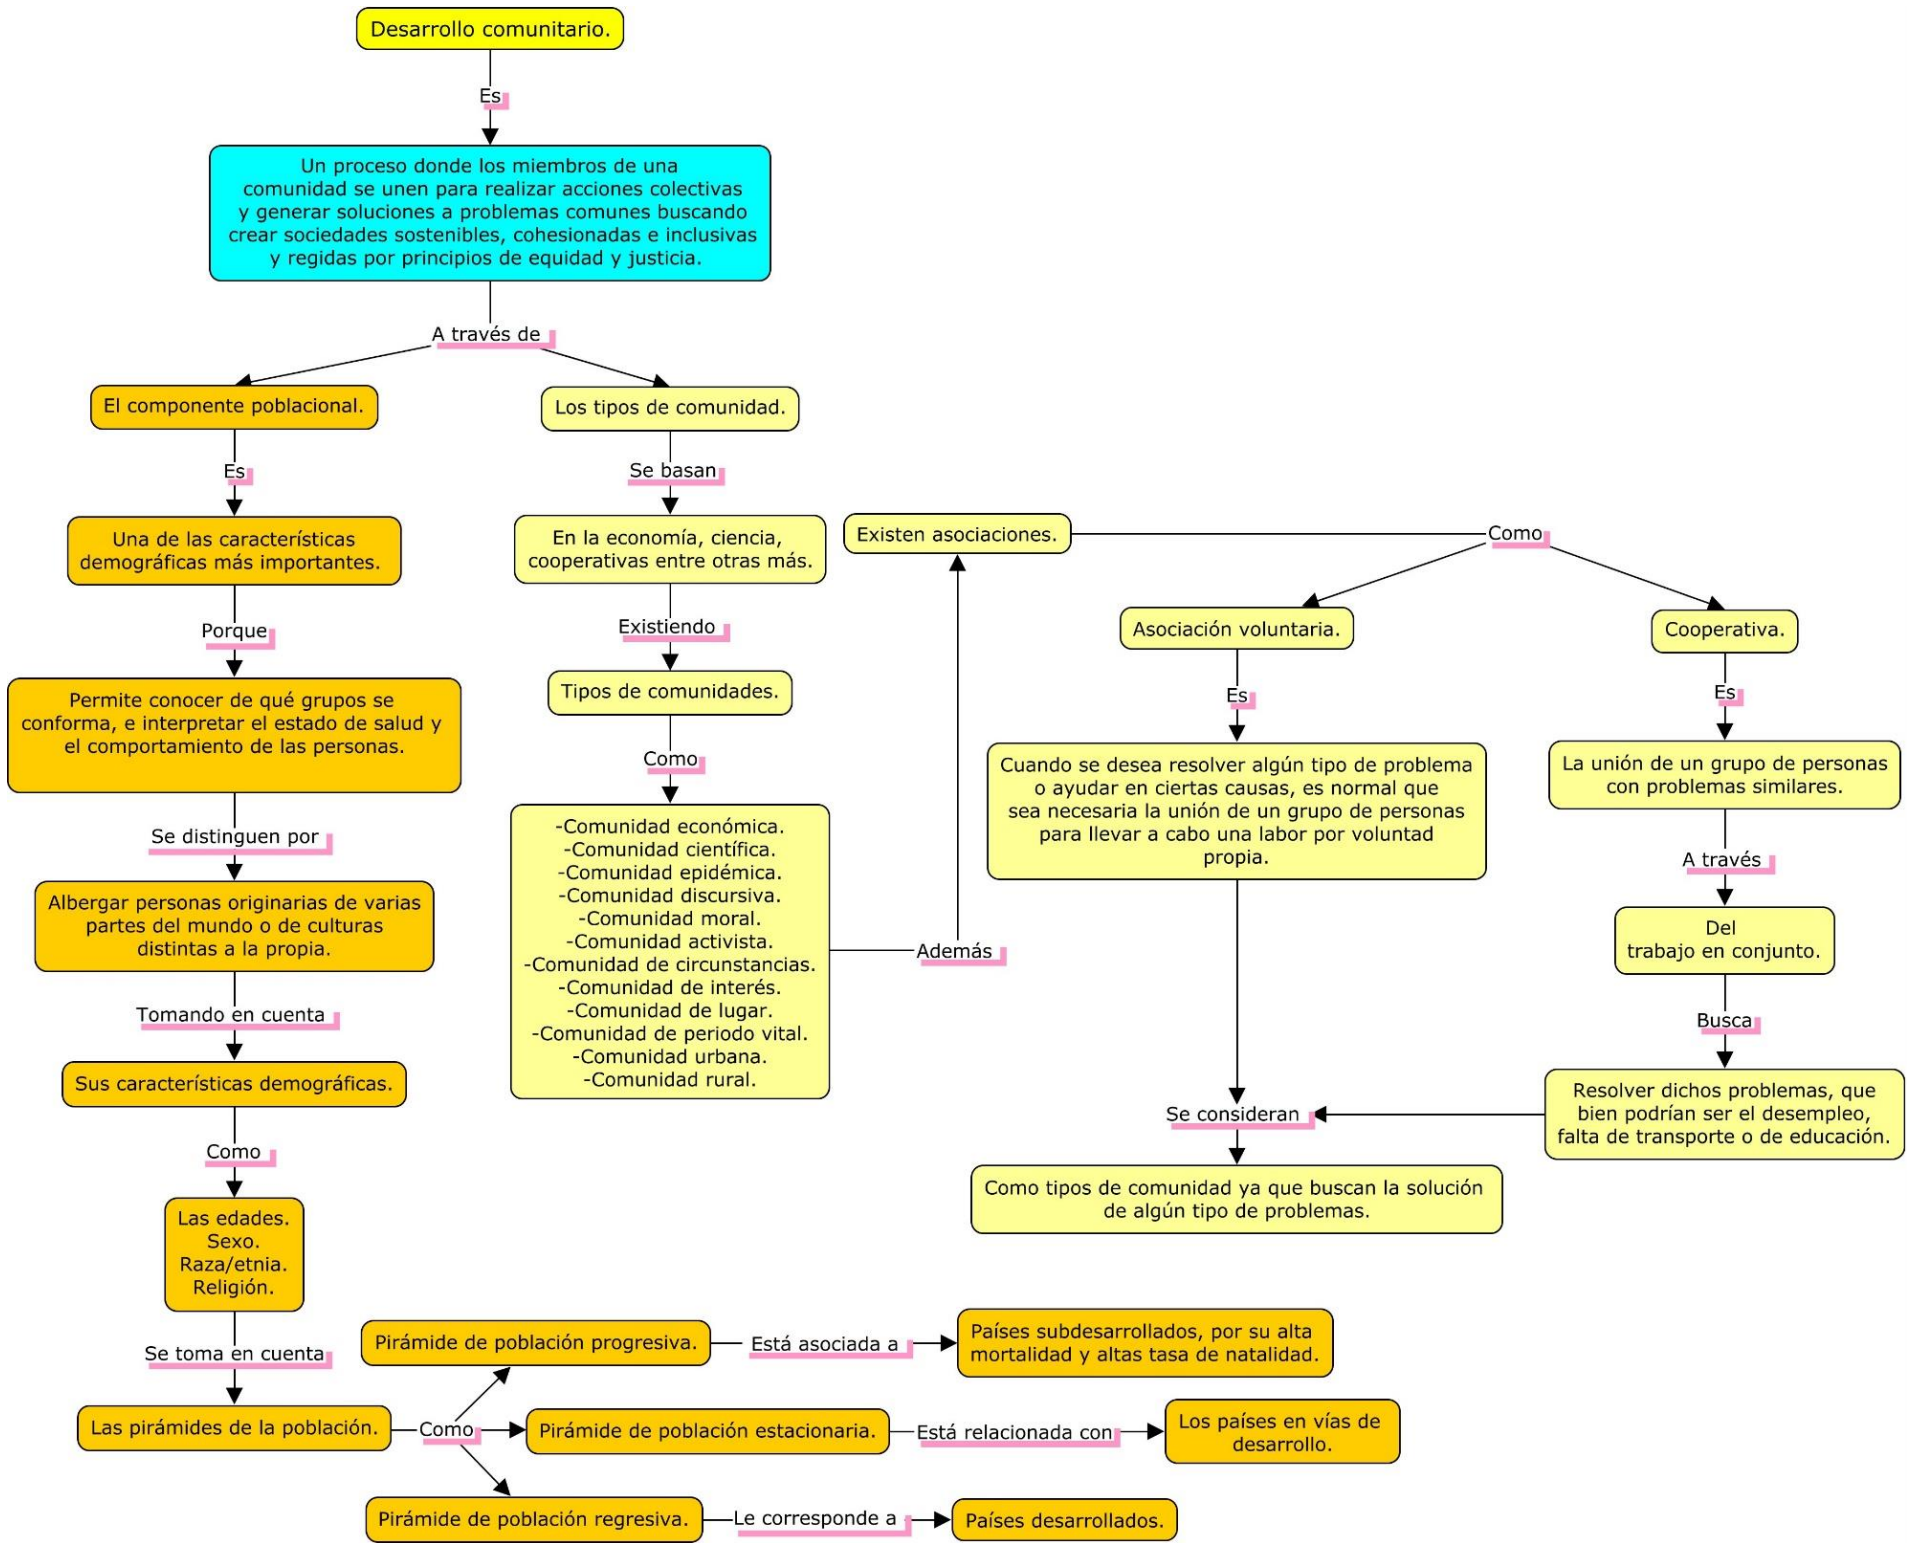 Desarrollo comunitario.
Es
Un proceso donde los miembros de una
comunidad se unen para realizar acciones colectivas
y generar soluciones a problemas comunes buscando
crear sociedades sostenibles, cohesionadas e inclusivas
y regidas por principios de equidad y justicia.
A través de
El componente poblacional.
Es
Una de las características
demográficas más importantes.
Porque
Permite conocer de qué grupos se
conforma, e interpretar el estado de salud y
el comportamiento de las personas.
Se distinguen por
Albergar personas originarias de varias
partes del mundo o de culturas
distintas a la propia.
Tomando en cuenta
Sus características demográficas.
Como
Las edades.
Sexo.
Raza/etnia.
Religión.
Se toma en cuenta
Las pirámides de la población.
Como
Pirámide de población progresiva.
Está asociada a
Países subdesarrollados, por su alta
mortalidad y altas tasa de natalidad.
Pirámide de población estacionaria.
Está relacionada con
Los países en vías de
desarrollo.
Pirámide de población regresiva.
Le corresponde a
Países desarrollados.
Los tipos de comunidad.
Se basan
En la economía, ciencia,
cooperativas entre otras más.
Existiendo
Tipos de comunidades.
Como
-Comunidad económica.
-Comunidad científica.
-Comunidad epidémica.
-Comunidad discursiva.
-Comunidad moral.
-Comunidad activista.
-Comunidad de circunstancias.
-Comunidad de interés.
-Comunidad de lugar.
-Comunidad de periodo vital.
-Comunidad urbana.
-Comunidad rural.
Además
Existen asociaciones.
Como
Asociación voluntaria.
Es
Cuando se desea resolver algún tipo de problema
o ayudar en ciertas causas, es normal que
sea necesaria la unión de un grupo de personas
para llevar a cabo una labor por voluntad
propia.
Cooperativa.
Es
La unión de un grupo de personas
con problemas similares.
A través
Del
trabajo en conjunto.
Busca
Resolver dichos problemas, que
bien podrían ser el desempleo,
falta de transporte o de educación.
Se consideran
Como tipos de comunidad ya que buscan la solución
de algún tipo de problemas.